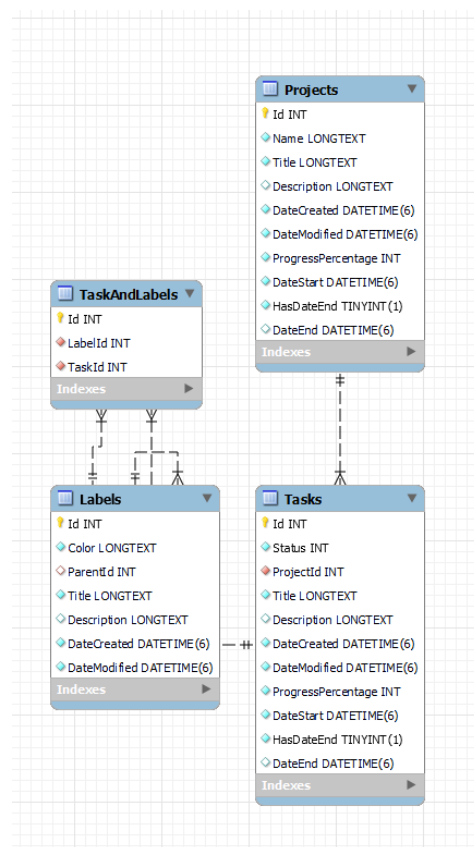 Projects
Id INT
Name LONGTEXT
Title LONGTEXT
Description LONGTEXT
DateCreated DATETIME(6)
DateModified DATETIME(6)
ProgressPercentage INT
DateStart DATETIME(6)
HasDateEnd TINYINT(1)
DateEnd DATETIME(6)
Indexes
TaskAndLabels
Id INT
LabelId INT
TaskId INT
Indexes
Labels
Id INT
Color LONGTEXT
ParentId INT
Title LONGTEXT
Description LONGTEXT
DateCreated DATETIME(6)
DateModified DATETIME(6)
Indexes
Tasks
Id INT
Status INT
ProjectId INT
Title LONGTEXT
Description LONGTEXT
DateCreated DATETIME(6)
DateModified DATETIME(6)
ProgressPercentage INT
DateStart DATETIME(6)
HasDateEnd TINYINT(1)
DateEnd DATETIME(6)
Indexes